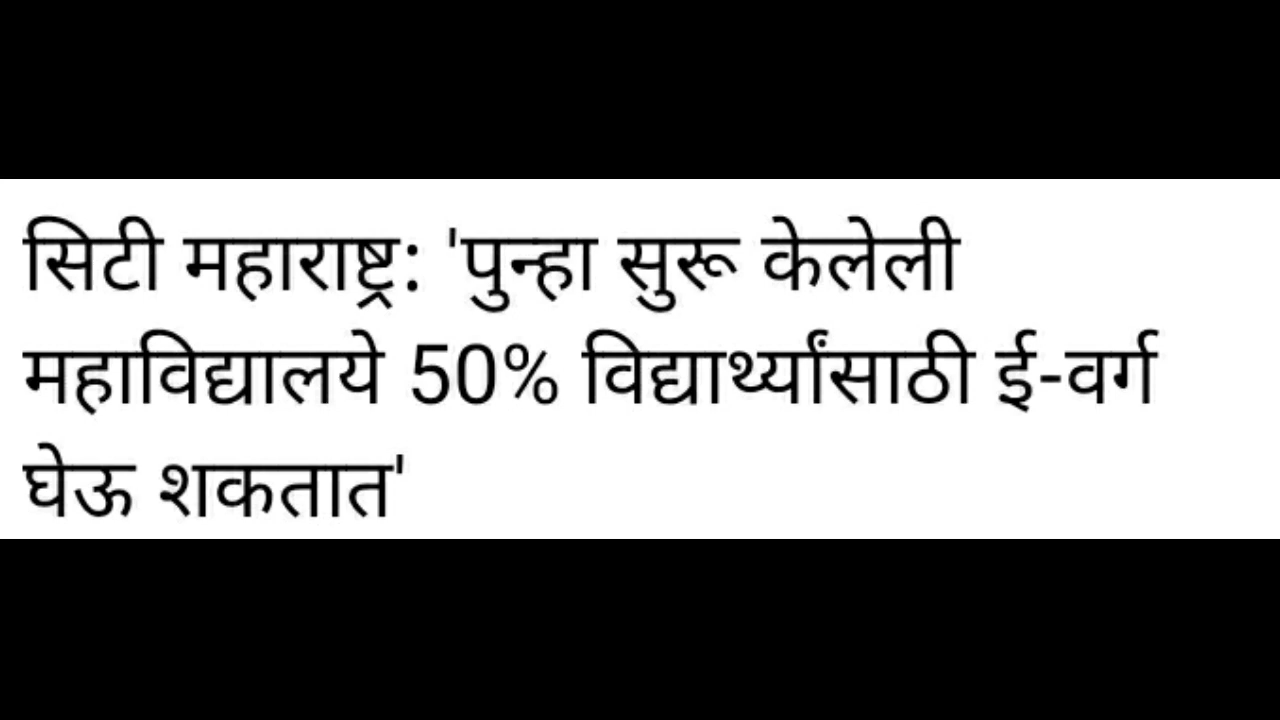 सिटी महाराष्ट्र: 'पुन्हा सुरू केलेली
महाविद्यालये 50% विद्यार्थ्यांसाठी ई-वर्ग
घेऊ शकतात'